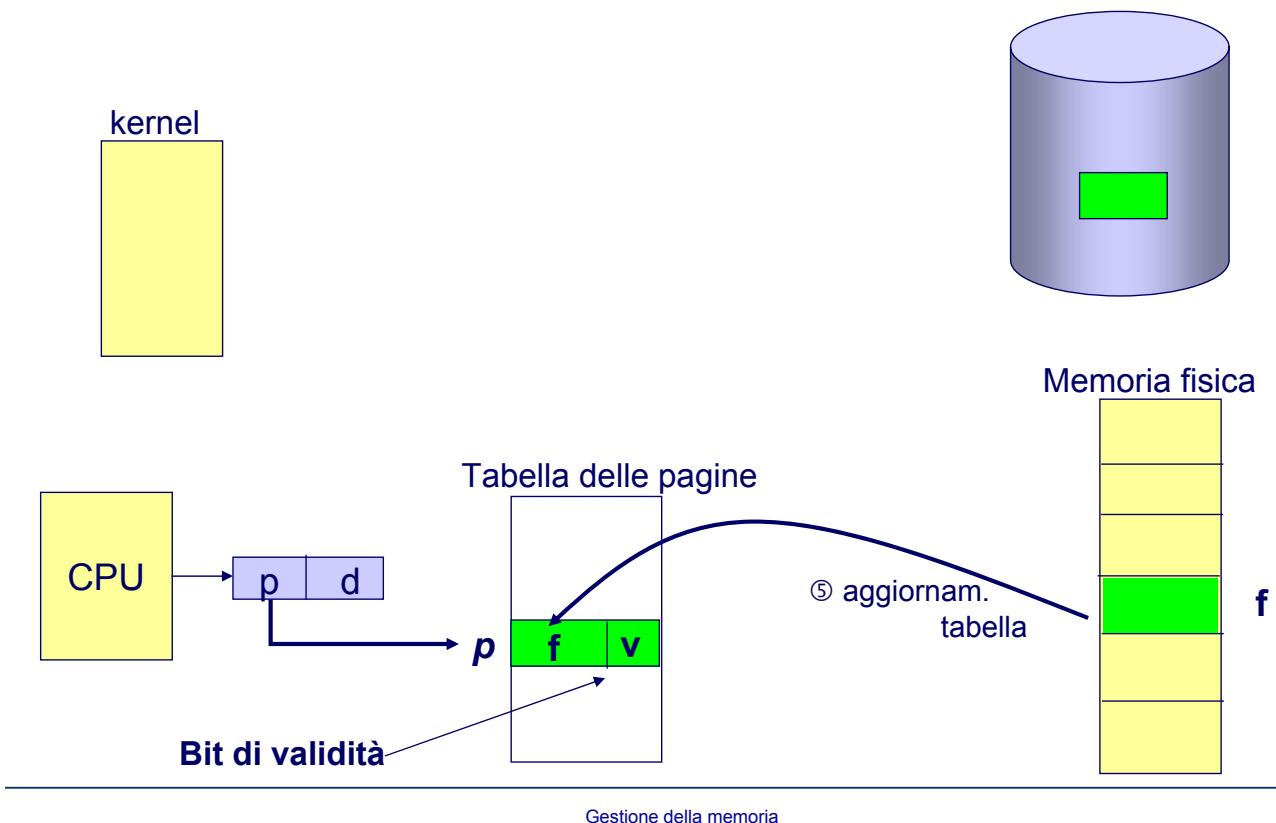 kernel
Memoria fisica
Tabella delle pagine
CPU
p d
⑤ aggiornam.
tabella
f
p
f v
Bit di validità
Gestione della memoria